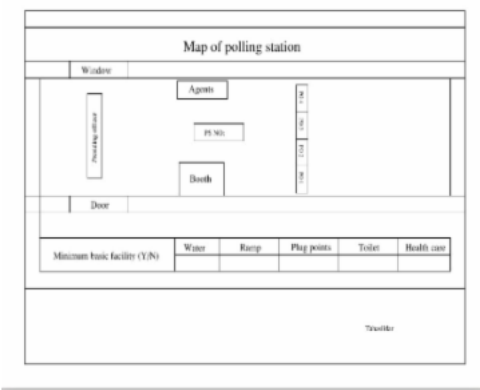 Map of polling station
Window
Agents
Presiding officer
PS NO:
Booth
Door
Minimum basic facility (Y/N)
Water
Ramp
Plug points
Toilet
Health care
Tahsildar